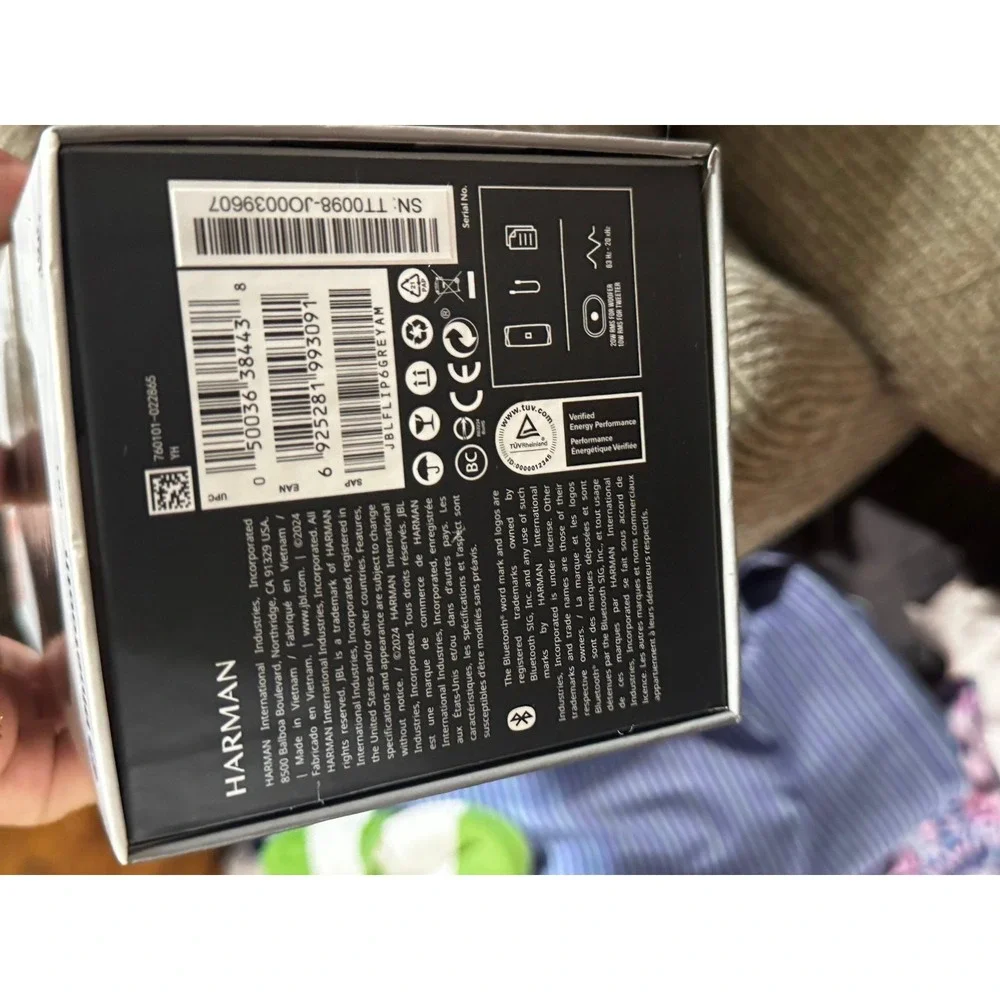 HARMAN
HARMAN International Industries, Incorporated
8500 Balboa Boulevard, Northridge, CA 91329 USA.
| Made in Vietnam / Fabriqué en Vietnam /
Fabricado en Vietnam. | www.jbl.com. | ©2024
HARMAN International Industries, Incorporated. All
rights reserved. JBL is a trademark of HARMAN
International Industries, Incorporated, registered in
the United States and/or other countries. Features,
specifications and appearance are subject to change
without notice. / ©2024 HARMAN International
Industries, Incorporated. Tous droits réservés. JBL
est une marque de commerce de HARMAN
International Industries, Incorporated, enregistrée
aux États-Unis et/ou dans d'autres pays. Les
caractéristiques, les spécifications et l'aspect sont
susceptibles d'être modifiés sans préavis.
The Bluetooth® word mark and logos are
registered trademarks owned by
Bluetooth SIG, Inc. and any use of such
marks by HARMAN International
Industries, Incorporated is under license. Other
trademarks and trade names are those of their
respective owners. / La marque et les logos
Bluetooth® sont des marques déposées et sont
détenues par the Bluetooth SIG, Inc., et tout usage
de ces marques par HARMAN International
Industries, Incorporated se fait sous accord de
licence. Les autres marques et noms commerciaux
appartiennent à leurs détenteurs respectifs.
760101-022865
YH
UPC
0 50036 38443 8
EAN
6 925281 993091
SAP
JBLFLIP6GREYAM
SN: TT0098-JO0039607
Serial No.
21
PAP
BC
CE
®
www.tuv.com
TÜVRheinland®
ID:0000012345
Verified
Energy Performance
Performance
Énergétique Vérifiée
20W RMS FOR WOOFER
10W RMS FOR TWEETER
63 Hz - 20 kHz